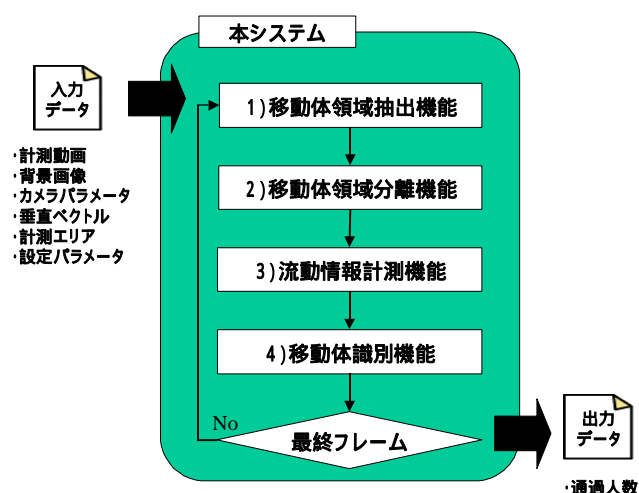 本システム
入力
データ
・計測動画
・背景画像
・カメラパラメータ
・垂直ベクトル
・計測エリア
・設定パラメータ
1)移動体領域抽出機能
2)移動体領域分離機能
3)流動情報計測機能
4)移動体識別機能
No
最終フレーム
出力
データ
・通過人数